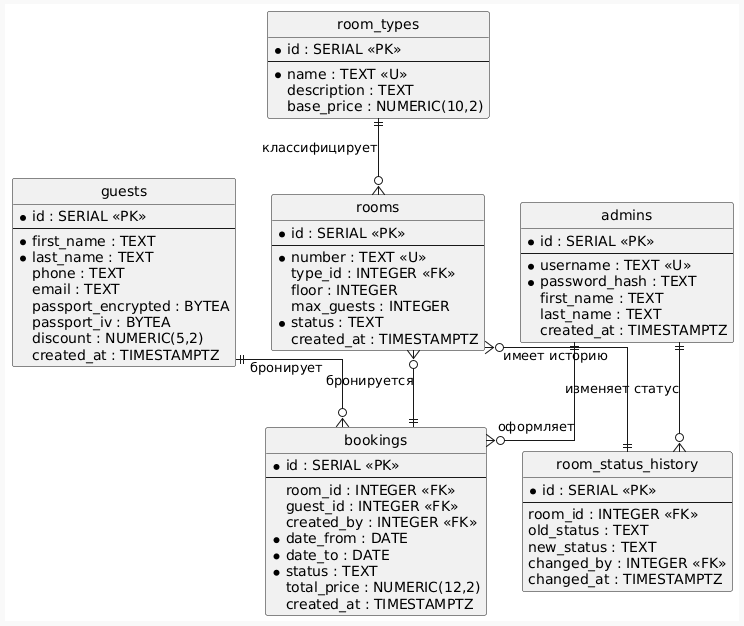 room_types
id : SERIAL «PK»
name : TEXT «U»
description : TEXT
base_price : NUMERIC(10,2)
классифицирует
guests
id : SERIAL «PK»
first_name : TEXT
last_name : TEXT
phone : TEXT
email : TEXT
passport_encrypted : BYTEA
passport_iv : BYTEA
discount : NUMERIC(5,2)
created_at : TIMESTAMPTZ
rooms
id : SERIAL «PK»
number : TEXT «U»
type_id : INTEGER «FK»
floor : INTEGER
max_guests : INTEGER
status : TEXT
created_at : TIMESTAMPTZ
admins
id : SERIAL «PK»
username : TEXT «U»
password_hash : TEXT
first_name : TEXT
last_name : TEXT
created_at : TIMESTAMPTZ
бронирует
бронируется
имеет историю
изменяет статус
оформляет
bookings
id : SERIAL «PK»
room_id : INTEGER «FK»
guest_id : INTEGER «FK»
created_by : INTEGER «FK»
date_from : DATE
date_to : DATE
status : TEXT
total_price : NUMERIC(12,2)
created_at : TIMESTAMPTZ
room_status_history
id : SERIAL «PK»
room_id : INTEGER «FK»
old_status : TEXT
new_status : TEXT
changed_by : INTEGER «FK»
changed_at : TIMESTAMPTZ